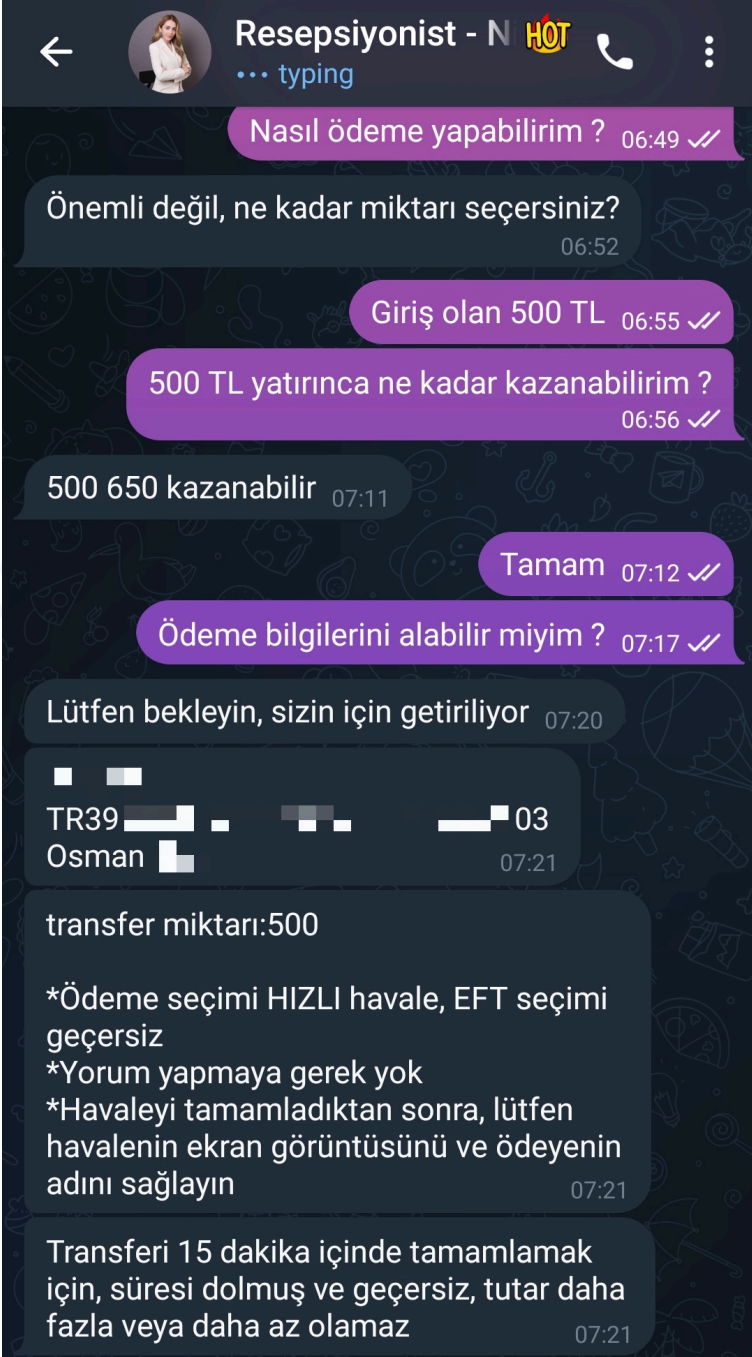 Resepsiyonist - N HOT
••• typing
Nasıl ödeme yapabilirim ? 06:49
Önemli değil, ne kadar miktarı seçersiniz?
06:52
Giriş olan 500 TL 06:55
500 TL yatırınca ne kadar kazanabilirim ?
06:56
500 650 kazanabilir 07:11
Tamam 07:12
Ödeme bilgilerini alabilir miyim ? 07:17
Lütfen bekleyin, sizin için getiriliyor 07:20
TR39 03
Osman 07:21
transfer miktarı:500
*Ödeme seçimi HIZLI havale, EFT seçimi
geçersiz
*Yorum yapmaya gerek yok
*Havaleyi tamamladıktan sonra, lütfen
havalenin ekran görüntüsünü ve ödeyenin
adını sağlayın 07:21
Transferi 15 dakika içinde tamamlamak
için, süresi dolmuş ve geçersiz, tutar daha
fazla veya daha az olamaz 07:21